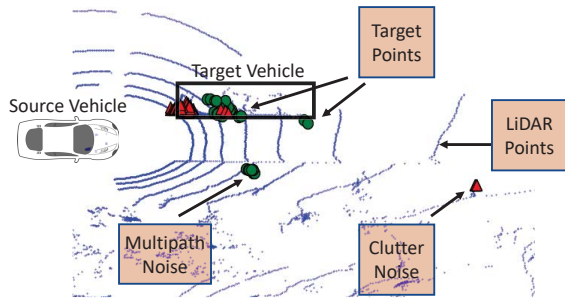 Target
Points
Target Vehicle
Source Vehicle
LiDAR
Points
Multipath
Noise
Clutter
Noise